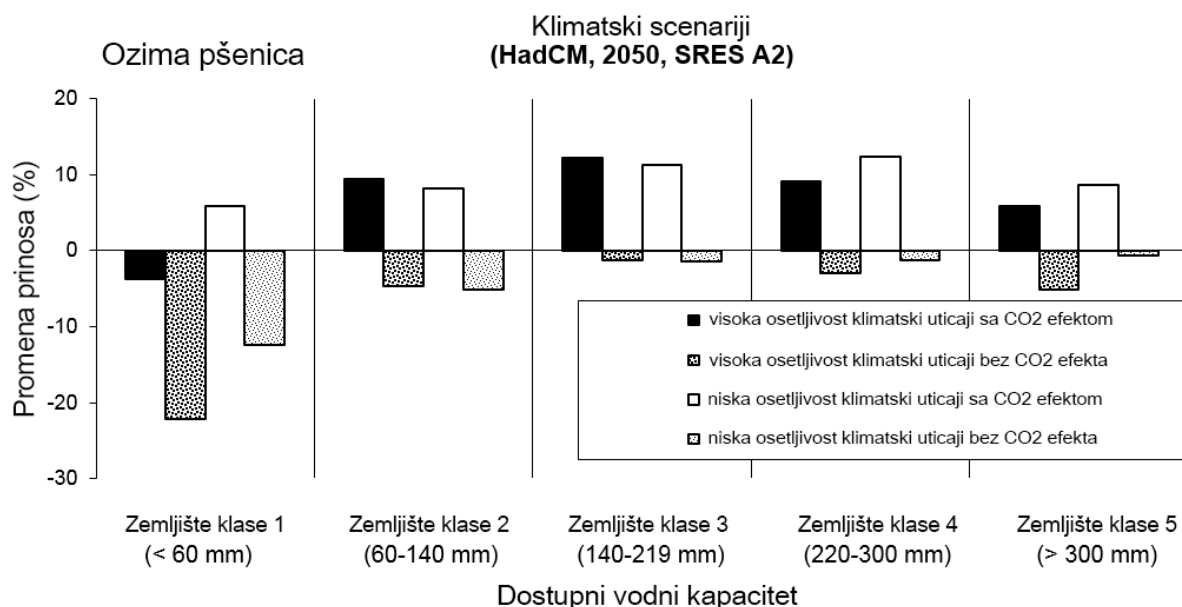 Klimatski scenariji
Ozima pšenica
(HadCM, 2050, SRES A2)
Promena prinosa (%)
20
10
0
-10
-20
-30
visoka osetljivost klimatski uticaji sa CO2 efektom
visoka osetljivost klimatski uticaji bez CO2 efekta
niska osetljivost klimatski uticaji sa CO2 efektom
niska osetljivost klimatski uticaji bez CO2 efekta
Zemljište klase 1
(< 60 mm)
Zemljište klase 2
(60-140 mm)
Zemljište klase 3
(140-219 mm)
Zemljište klase 4
(220-300 mm)
Zemljište klase 5
(> 300 mm)
Dostupni vodni kapacitet